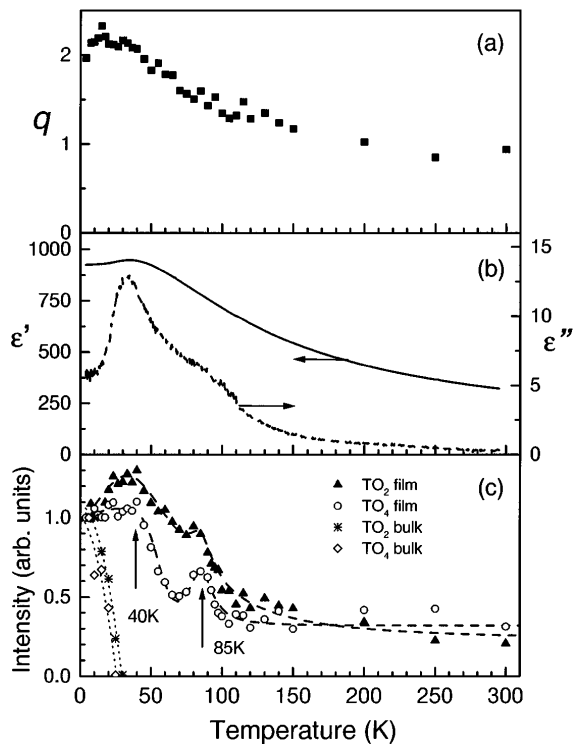 (a)
2
q
1
0
1000
15
(b)
750
10
ε'
ε"
500
5
250
0
0
(c)
▲ TO₂ film
○ TO₄ film
✳ TO₂ bulk
◇ TO₄ bulk
Intensity (arb. units)
1.0
0.5
40K
85K
0.0
0 50 100 150 200 250 300
Temperature (K)